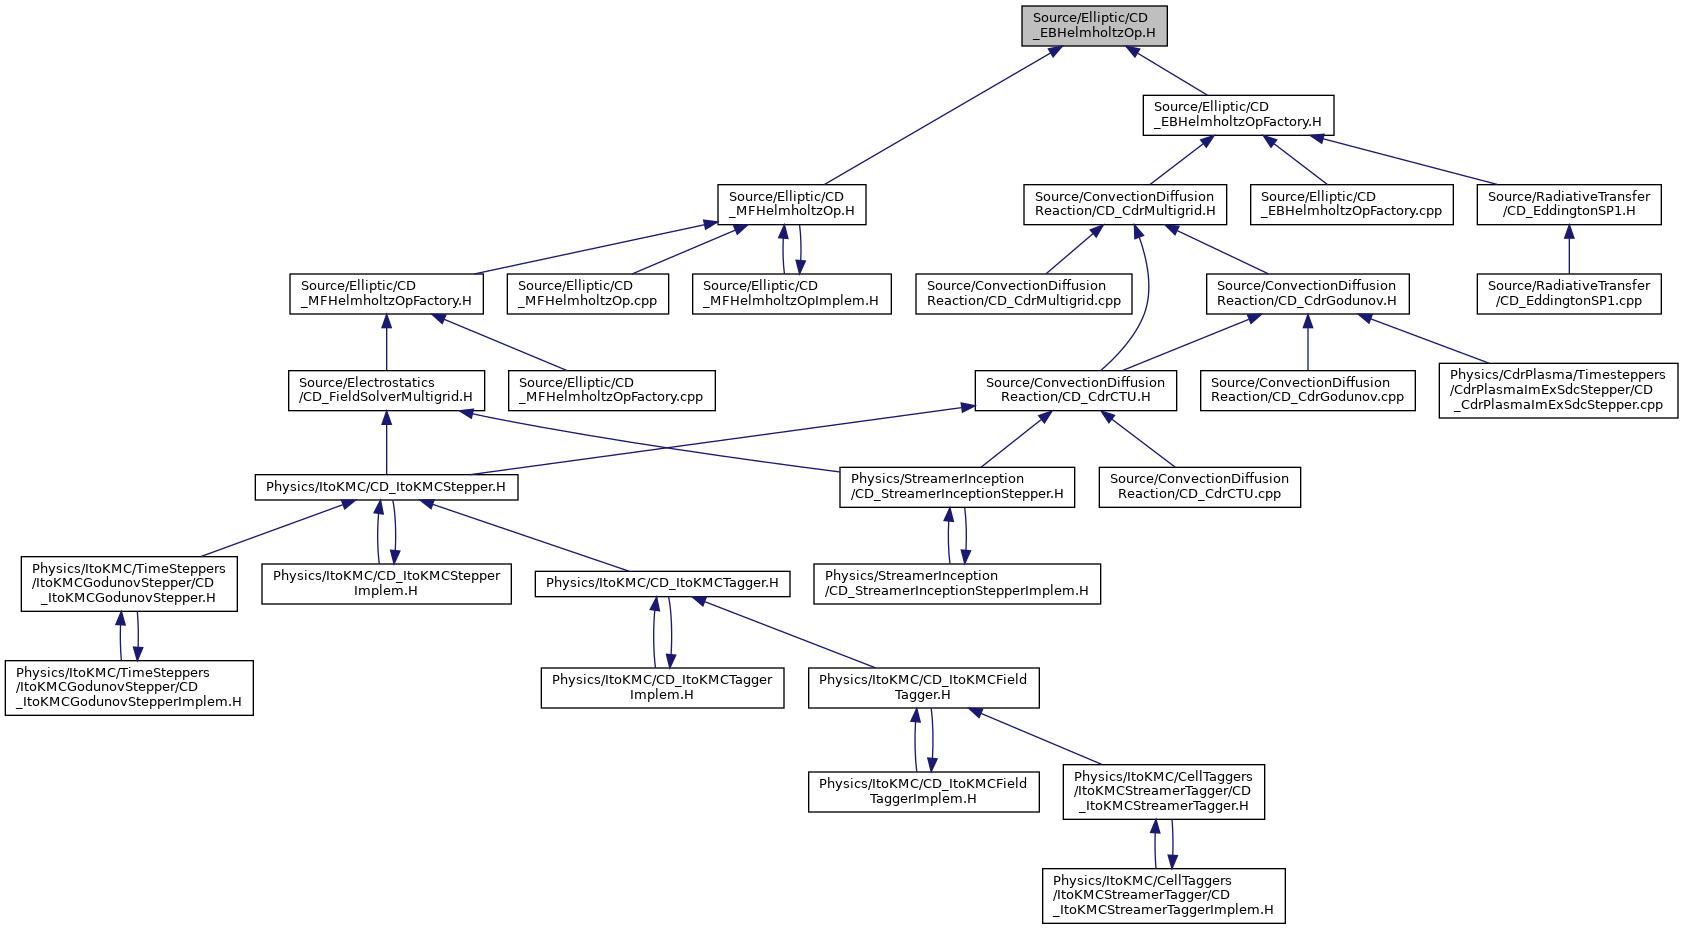 Source/Elliptic/CD
_EBHelmholtzOp.H
Source/Elliptic/CD
_EBHelmholtzOpFactory.H
Source/Elliptic/CD
_MFHelmholtzOp.H
Source/ConvectionDiffusion
Reaction/CD_CdrMultigrid.H
Source/Elliptic/CD
_EBHelmholtzOpFactory.cpp
Source/RadiativeTransfer
/CD_EddingtonSP1.H
Source/Elliptic/CD
_MFHelmholtzOpFactory.H
Source/Elliptic/CD
_MFHelmholtzOp.cpp
Source/Elliptic/CD
_MFHelmholtzOpImplem.H
Source/ConvectionDiffusion
Reaction/CD_CdrMultigrid.cpp
Source/ConvectionDiffusion
Reaction/CD_CdrGodunov.H
Source/RadiativeTransfer
/CD_EddingtonSP1.cpp
Source/Electrostatics
/CD_FieldSolverMultigrid.H
Source/Elliptic/CD
_MFHelmholtzOpFactory.cpp
Source/ConvectionDiffusion
Reaction/CD_CdrCTU.H
Source/ConvectionDiffusion
Reaction/CD_CdrGodunov.cpp
Physics/CdrPlasma/Timesteppers
/CdrPlasmaImExSdcStepper/CD
_CdrPlasmaImExSdcStepper.cpp
Physics/ItoKMC/CD_ItoKMCStepper.H
Physics/StreamerInception
/CD_StreamerInceptionStepper.H
Source/ConvectionDiffusion
Reaction/CD_CdrCTU.cpp
Physics/ItoKMC/TimeSteppers
/ItoKMCGodunovStepper/CD
_ItoKMCGodunovStepper.H
Physics/ItoKMC/CD_ItoKMCStepper
Implem.H
Physics/ItoKMC/CD_ItoKMCTagger.H
Physics/StreamerInception
/CD_StreamerInceptionStepperImplem.H
Physics/ItoKMC/TimeSteppers
/ItoKMCGodunovStepper/CD
_ItoKMCGodunovStepperImplem.H
Physics/ItoKMC/CD_ItoKMCTagger
Implem.H
Physics/ItoKMC/CD_ItoKMCField
Tagger.H
Physics/ItoKMC/CD_ItoKMCField
TaggerImplem.H
Physics/ItoKMC/CellTaggers
/ItoKMCStreamerTagger/CD
_ItoKMCStreamerTagger.H
Physics/ItoKMC/CellTaggers
/ItoKMCStreamerTagger/CD
_ItoKMCStreamerTaggerImplem.H